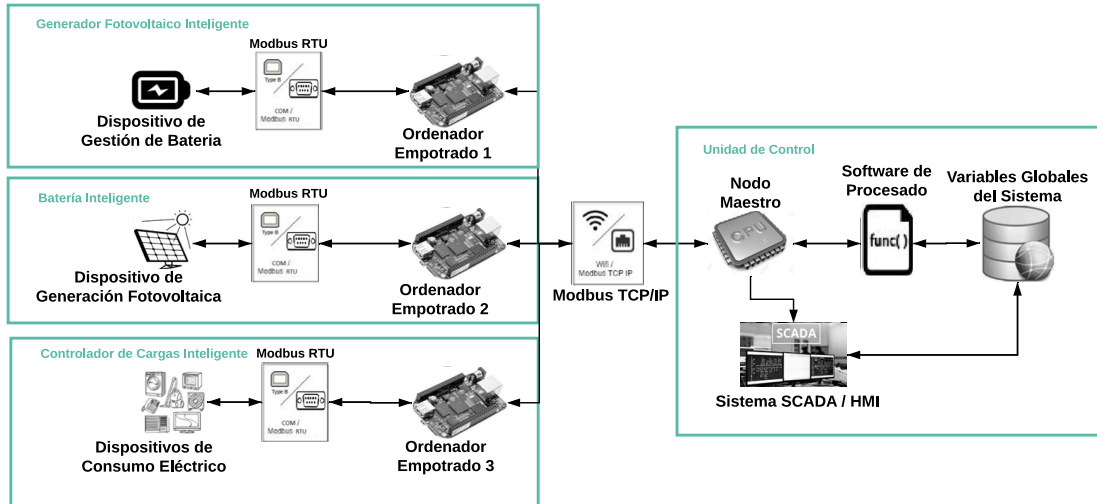 Generador Fotovoltaico Inteligente
Modbus RTU
Type B
COM /
Modbus RTU
Dispositivo de
Gestión de Bateria
Ordenador
Empotrado 1
Batería Inteligente
Modbus RTU
Type B
COM /
Modbus RTU
Dispositivo de
Generación Fotovoltaica
Ordenador
Empotrado 2
Controlador de Cargas Inteligente
Modbus RTU
Type B
COM /
Modbus RTU
Dispositivos de
Consumo Eléctrico
Ordenador
Empotrado 3
Wifi /
Modbus TCP IP
Modbus TCP/IP
Unidad de Control
Nodo
Maestro
CPU
Software de
Procesado
func( )
Variables Globales
del Sistema
SCADA
Sistema SCADA / HMI